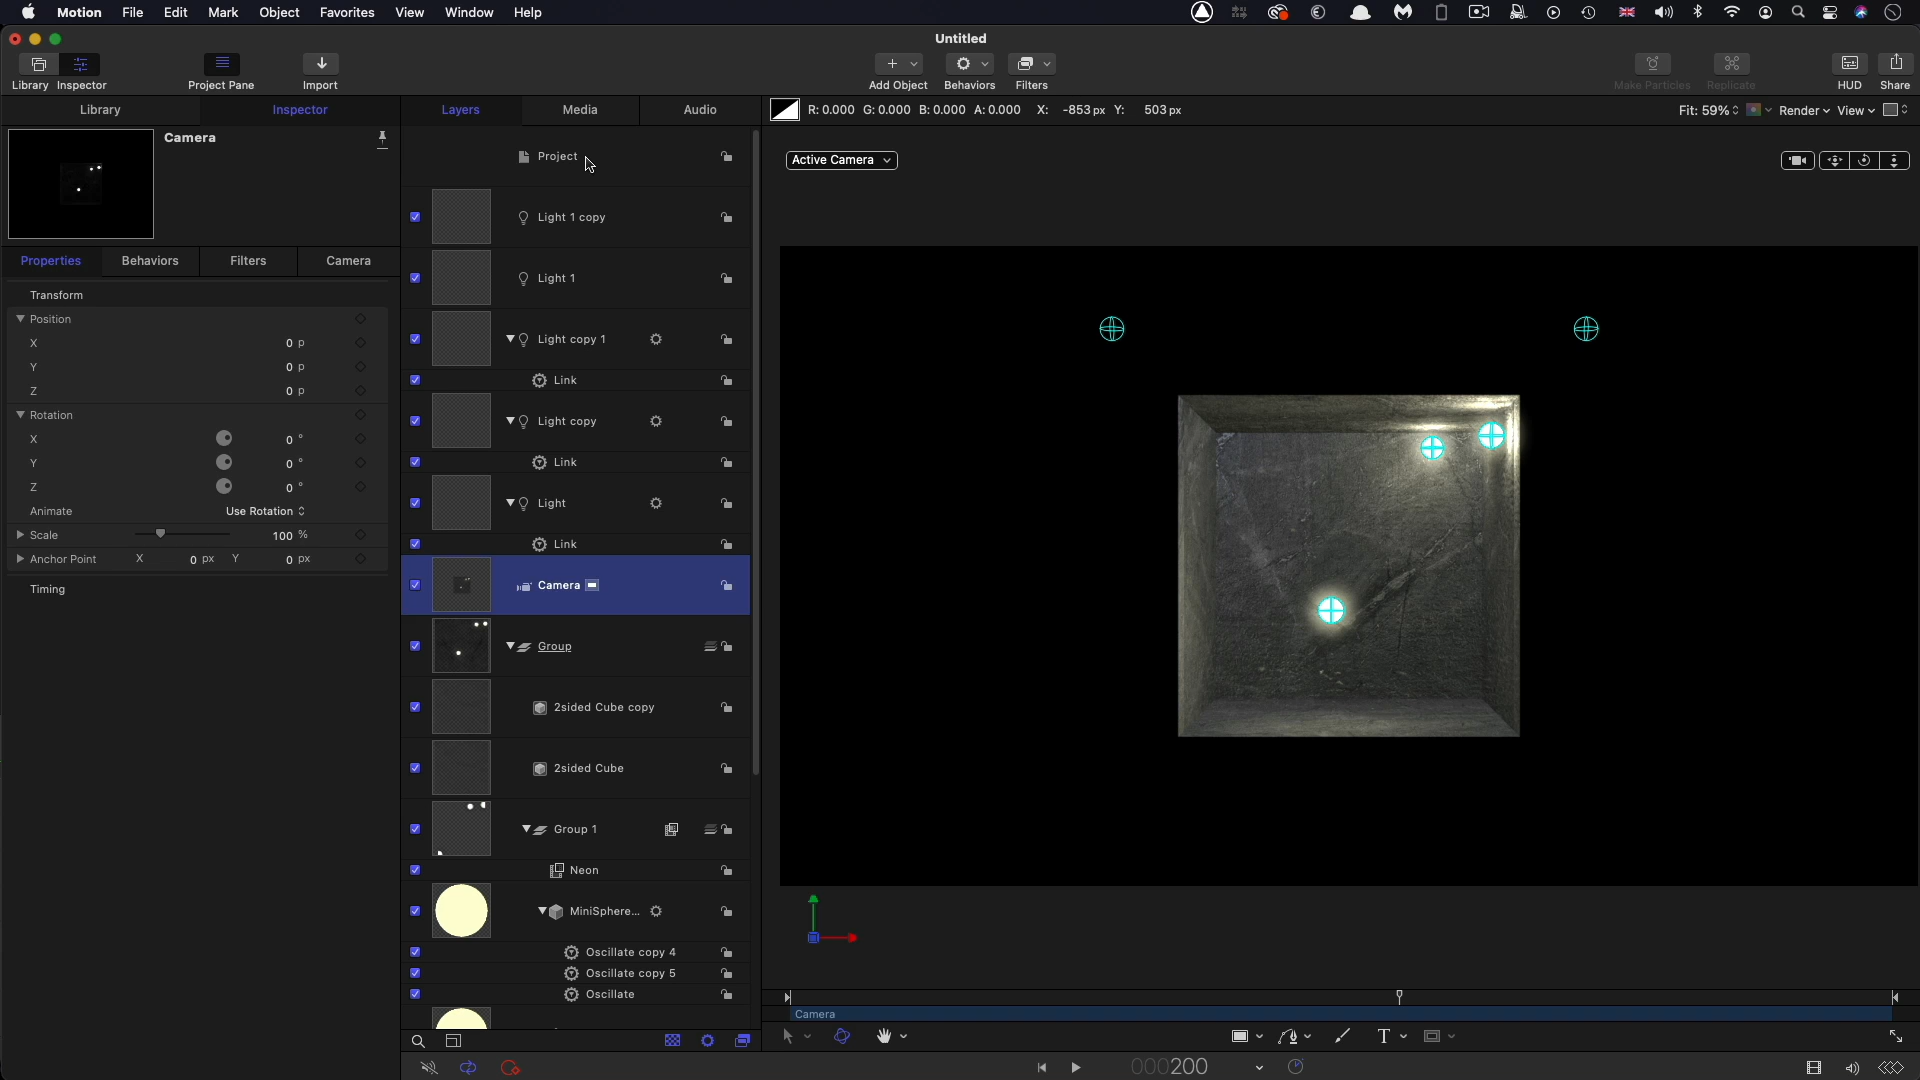 Motion File Edit Mark Object Favorites View Window Help
Untitled
Library Inspector Project Pane Import Add Object Behaviors Filters Make Particles Replicate HUD Share
Library Inspector Layers Media Audio R: 0.000 G: 0.000 B: 0.000 A: 0.000 X: -853 px Y: 503 px Fit: 59% Render View
Camera
Properties Behaviors Filters Camera
Transform
Position
X 0 p
Y 0 p
Z 0 p
Rotation
X 0 °
Y 0 °
Z 0 °
Animate Use Rotation
Scale 100 %
Anchor Point X 0 px Y 0 px
Timing
Project
Light 1 copy
Light 1
Light copy 1
Link
Light copy
Link
Light
Link
Camera
Group
2sided Cube copy
2sided Cube
Group 1
Neon
MiniSphere...
Oscillate copy 4
Oscillate copy 5
Oscillate
Active Camera
Camera
T
000200